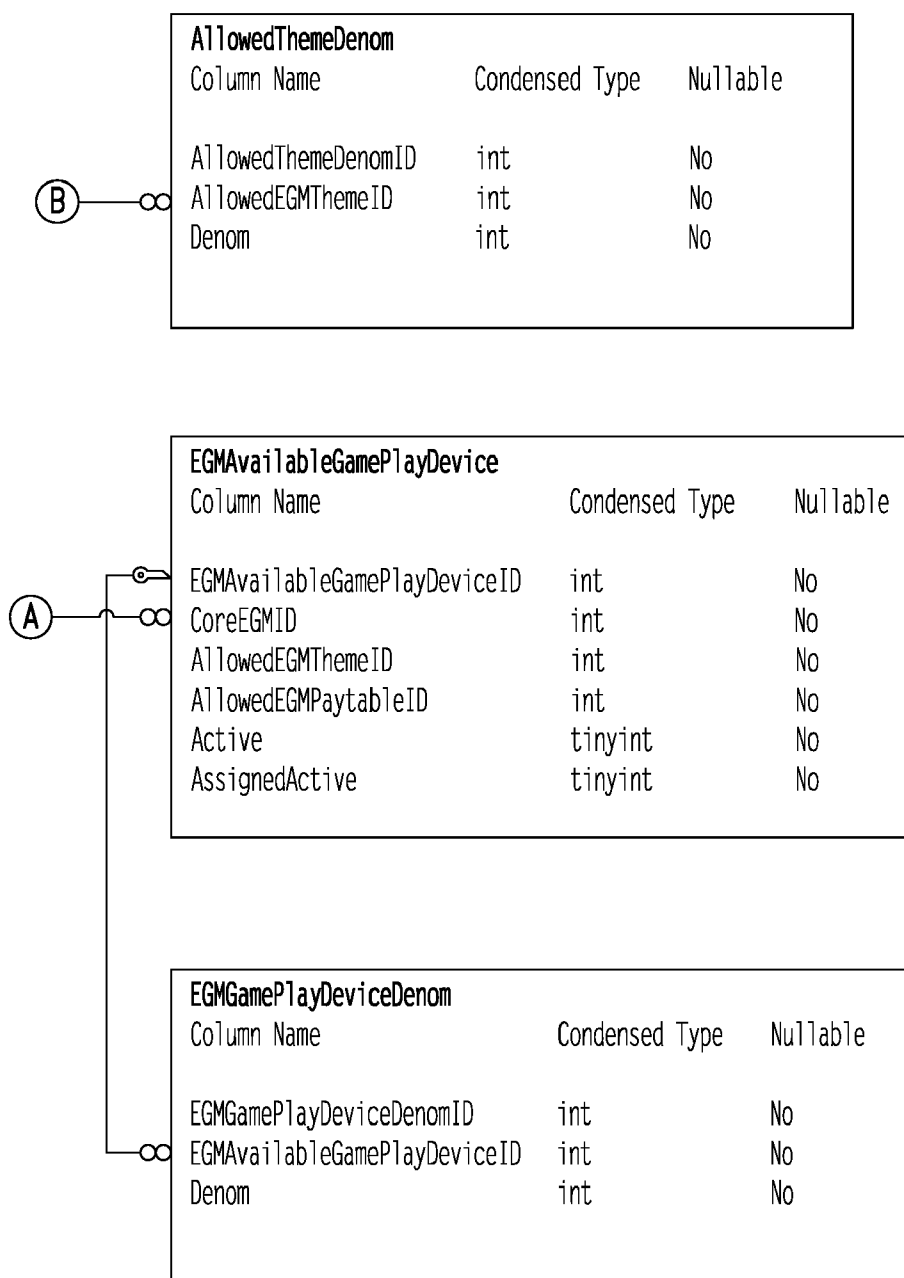 AllowedThemeDenom
Column Name Condensed Type Nullable
AllowedThemeDenomID int No
B AllowedEGMThemeID int No
Denom int No
EGMAvailableGamePlayDevice
Column Name Condensed Type Nullable
EGMAvailableGamePlayDeviceID int No
A CoreEGMID int No
AllowedEGMThemeID int No
AllowedEGMPaytableID int No
Active tinyint No
AssignedActive tinyint No
EGMGamePlayDeviceDenom
Column Name Condensed Type Nullable
EGMGamePlayDeviceDenomID int No
EGMAvailableGamePlayDeviceID int No
Denom int No